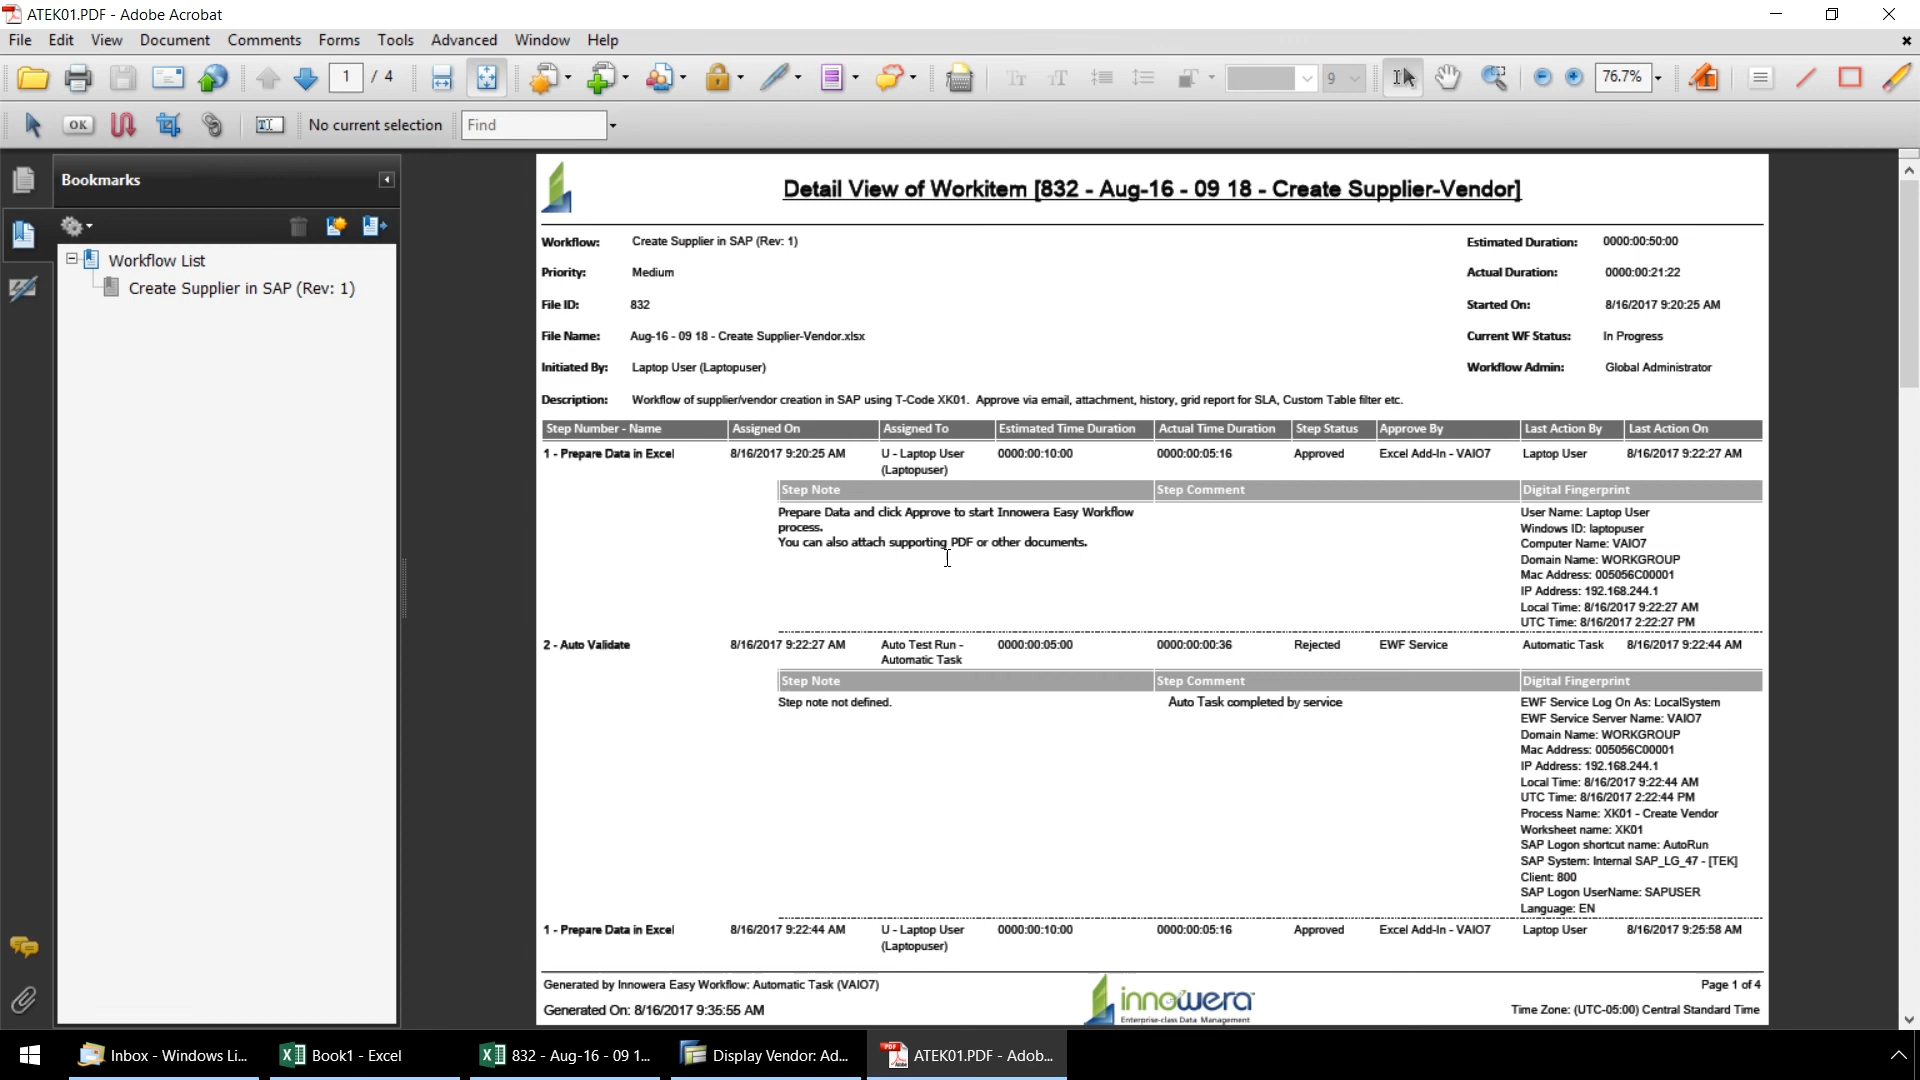 ATEK01.PDF - Adobe Acrobat
File Edit View Document Comments Forms Tools Advanced Window Help
1 / 4 9 76.7%
OK No current selection Find
Bookmarks
Workflow List
Create Supplier in SAP (Rev: 1)
Detail View of Workitem [832 - Aug-16 - 09 18 - Create Supplier-Vendor]
Workflow: Create Supplier in SAP (Rev: 1) Estimated Duration: 0000:00:50:00
Priority: Medium Actual Duration: 0000:00:21:22
File ID: 832 Started On: 8/16/2017 9:20:25 AM
File Name: Aug-16 - 09 18 - Create Supplier-Vendor.xlsx Current WF Status: In Progress
Initiated By: Laptop User (Laptopuser) Workflow Admin: Global Administrator
Description: Workflow of supplier/vendor creation in SAP using T-Code XK01. Approve via email, attachment, history, grid report for SLA, Custom Table filter etc.
Step Number - Name Assigned On Assigned To Estimated Time Duration Actual Time Duration Step Status Approve By Last Action By Last Action On
1 - Prepare Data in Excel 8/16/2017 9:20:25 AM U - Laptop User 0000:00:10:00 0000:00:05:16 Approved Excel Add-In - VAIO7 Laptop User 8/16/2017 9:22:27 AM
(Laptopuser)
Step Note Step Comment Digital Fingerprint
Prepare Data and click Approve to start Innowera Easy Workflow User Name: Laptop User
process. Windows ID: laptopuser
You can also attach supporting PDF or other documents. Computer Name: VAIO7
Domain Name: WORKGROUP
Mac Address: 005056C00001
IP Address: 192.168.244.1
Local Time: 8/16/2017 9:22:27 AM
UTC Time: 8/16/2017 2:22:27 PM
2 - Auto Validate 8/16/2017 9:22:27 AM Auto Test Run - 0000:00:05:00 0000:00:00:36 Rejected EWF Service Automatic Task 8/16/2017 9:22:44 AM
Automatic Task
Step Note Step Comment Digital Fingerprint
Step note not defined. Auto Task completed by service EWF Service Log On As: LocalSystem
EWF Service Server Name: VAIO7
Domain Name: WORKGROUP
Mac Address: 005056C00001
IP Address: 192.168.244.1
Local Time: 8/16/2017 9:22:44 AM
UTC Time: 8/16/2017 2:22:44 PM
Process Name: XK01 - Create Vendor
Worksheet name: XK01
SAP Logon shortcut name: AutoRun
SAP System: Internal SAP_LG_47 - [TEK]
Client: 800
SAP Logon UserName: SAPUSER
Language: EN
1 - Prepare Data in Excel 8/16/2017 9:22:44 AM U - Laptop User 0000:00:10:00 0000:00:05:16 Approved Excel Add-In - VAIO7 Laptop User 8/16/2017 9:25:58 AM
(Laptopuser)
Generated by Innowera Easy Workflow: Automatic Task (VAIO7) Page 1 of 4
Generated On: 8/16/2017 9:35:55 AM innowera Time Zone: (UTC-05:00) Central Standard Time
Enterprise-class Data Management
Inbox - Windows Li... Book1 - Excel 832 - Aug-16 - 09 1... Display Vendor: Ad... ATEK01.PDF - Adob...